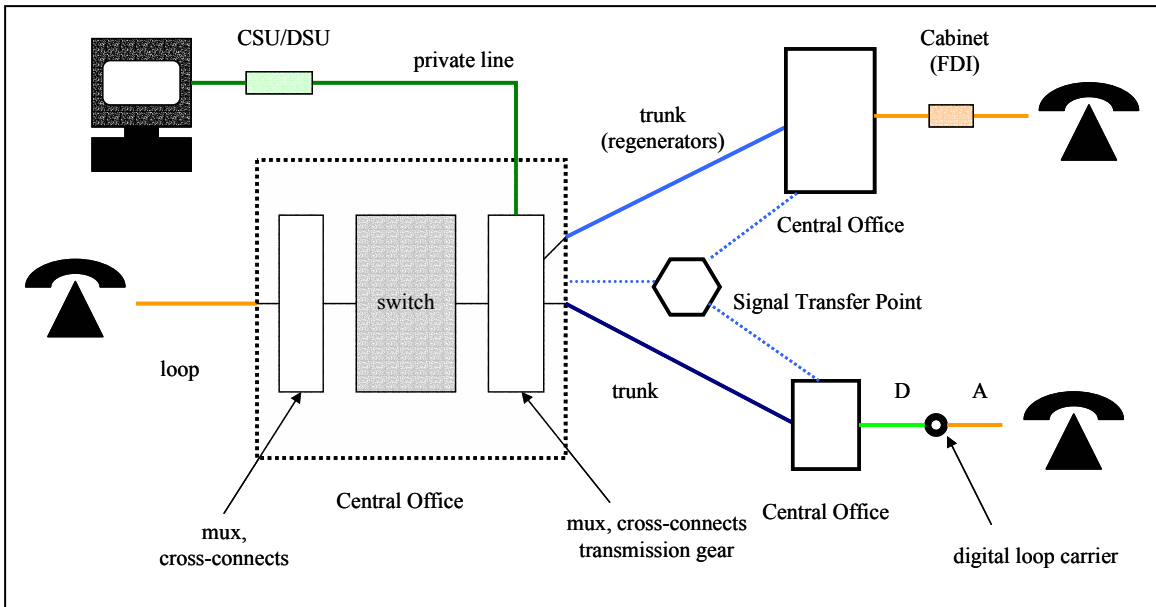 CSU/DSU
private line
Cabinet
(FDI)
trunk
(regenerators)
Central Office
switch
Signal Transfer Point
loop
trunk
D
A
Central Office
Central Office
mux,
cross-connects
mux, cross-connects
transmission gear
digital loop carrier